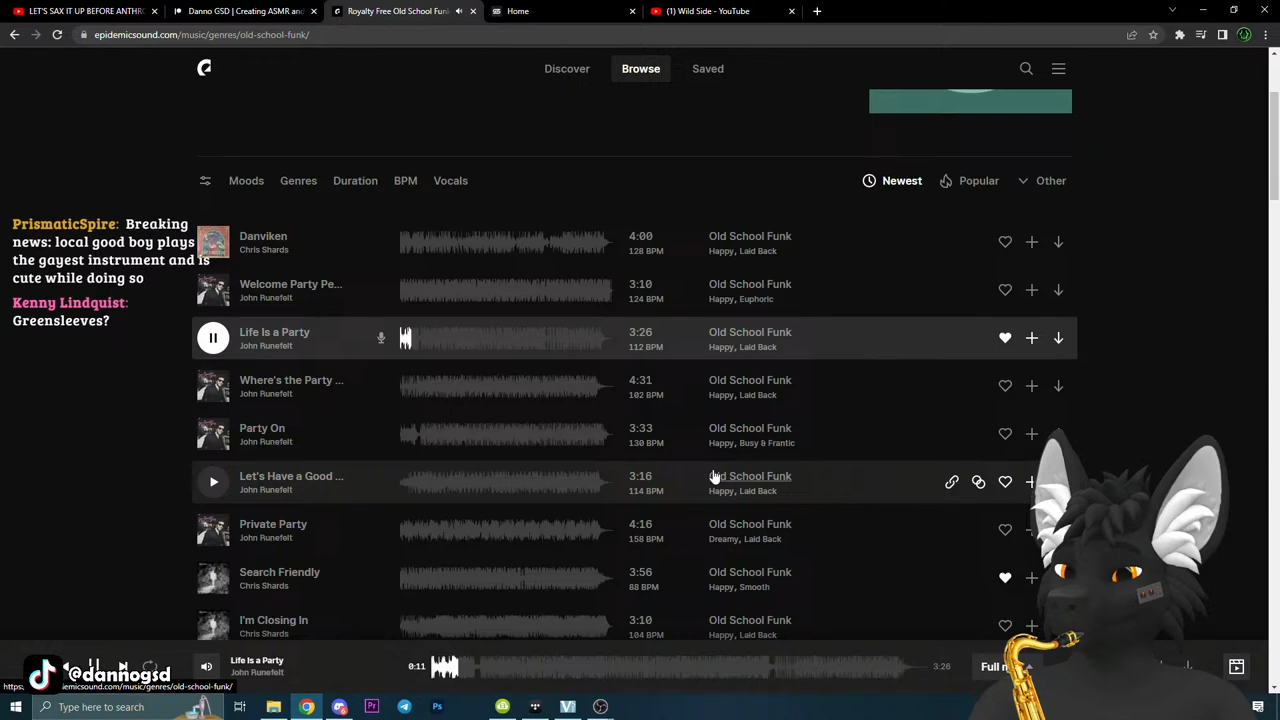 LET'S SAX IT UP BEFORE ANTHR
Danno GSD | Creating ASMR and
Royalty Free Old School Fun
Home
(1) Wild Side - YouTube
epidemicsound.com/music/genres/old-school-funk/
Discover
Browse
Saved
Moods
Genres
Duration
BPM
Vocals
Newest
Popular
Other
PrismaticSpire: Breaking
news: local good boy plays
the gayest instrument and is
cute while doing so
Kenny Lindquist:
Greensleeves?
Danviken
Chris Shards
4:00
128 BPM
Old School Funk
Happy, Laid Back
Welcome Party Pe...
John Runefelt
3:10
124 BPM
Old School Funk
Happy, Euphoric
Life Is a Party
John Runefelt
3:26
112 BPM
Old School Funk
Happy, Laid Back
Where's the Party ...
John Runefelt
4:31
102 BPM
Old School Funk
Happy, Laid Back
Party On
John Runefelt
3:33
130 BPM
Old School Funk
Happy, Busy & Frantic
Let's Have a Good ...
John Runefelt
3:16
114 BPM
Old School Funk
Happy, Laid Back
Private Party
John Runefelt
4:16
158 BPM
Old School Funk
Dreamy, Laid Back
Search Friendly
Chris Shards
3:56
88 BPM
Old School Funk
Happy, Smooth
I'm Closing In
Chris Shards
3:10
104 BPM
Old School Funk
Happy, Laid Back
@dannogsd
Life Is a Party
John Runefelt
0:11
3:26
Full
emicsound.com/music/genres/old-school-funk/
Type here to search